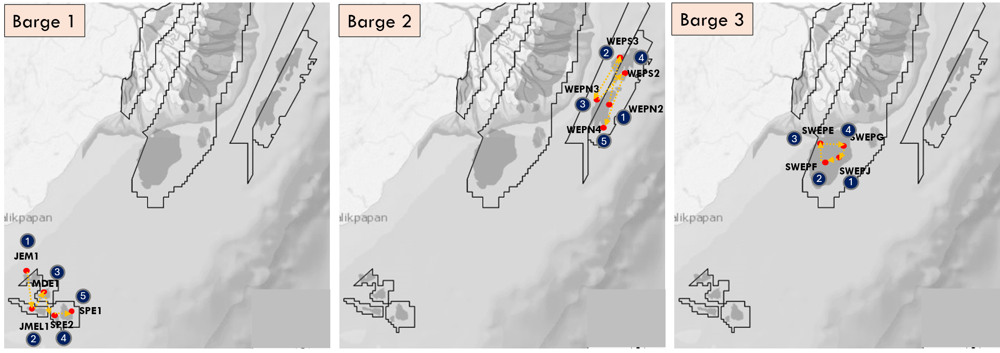 Barge 1
alikpapan
1
JEM1
3
MDE1
5
SPE1
JMEL1
SPE2
2
4
Barge 2
WEPS3
2
4
WEPS2
WEPN3
3
WEPN2
1
WEPN4
5
alikpapan
Barge 3
4
SWEPE
3
SWEPG
SWEPF
SWEPJ
2
1
alikpapan